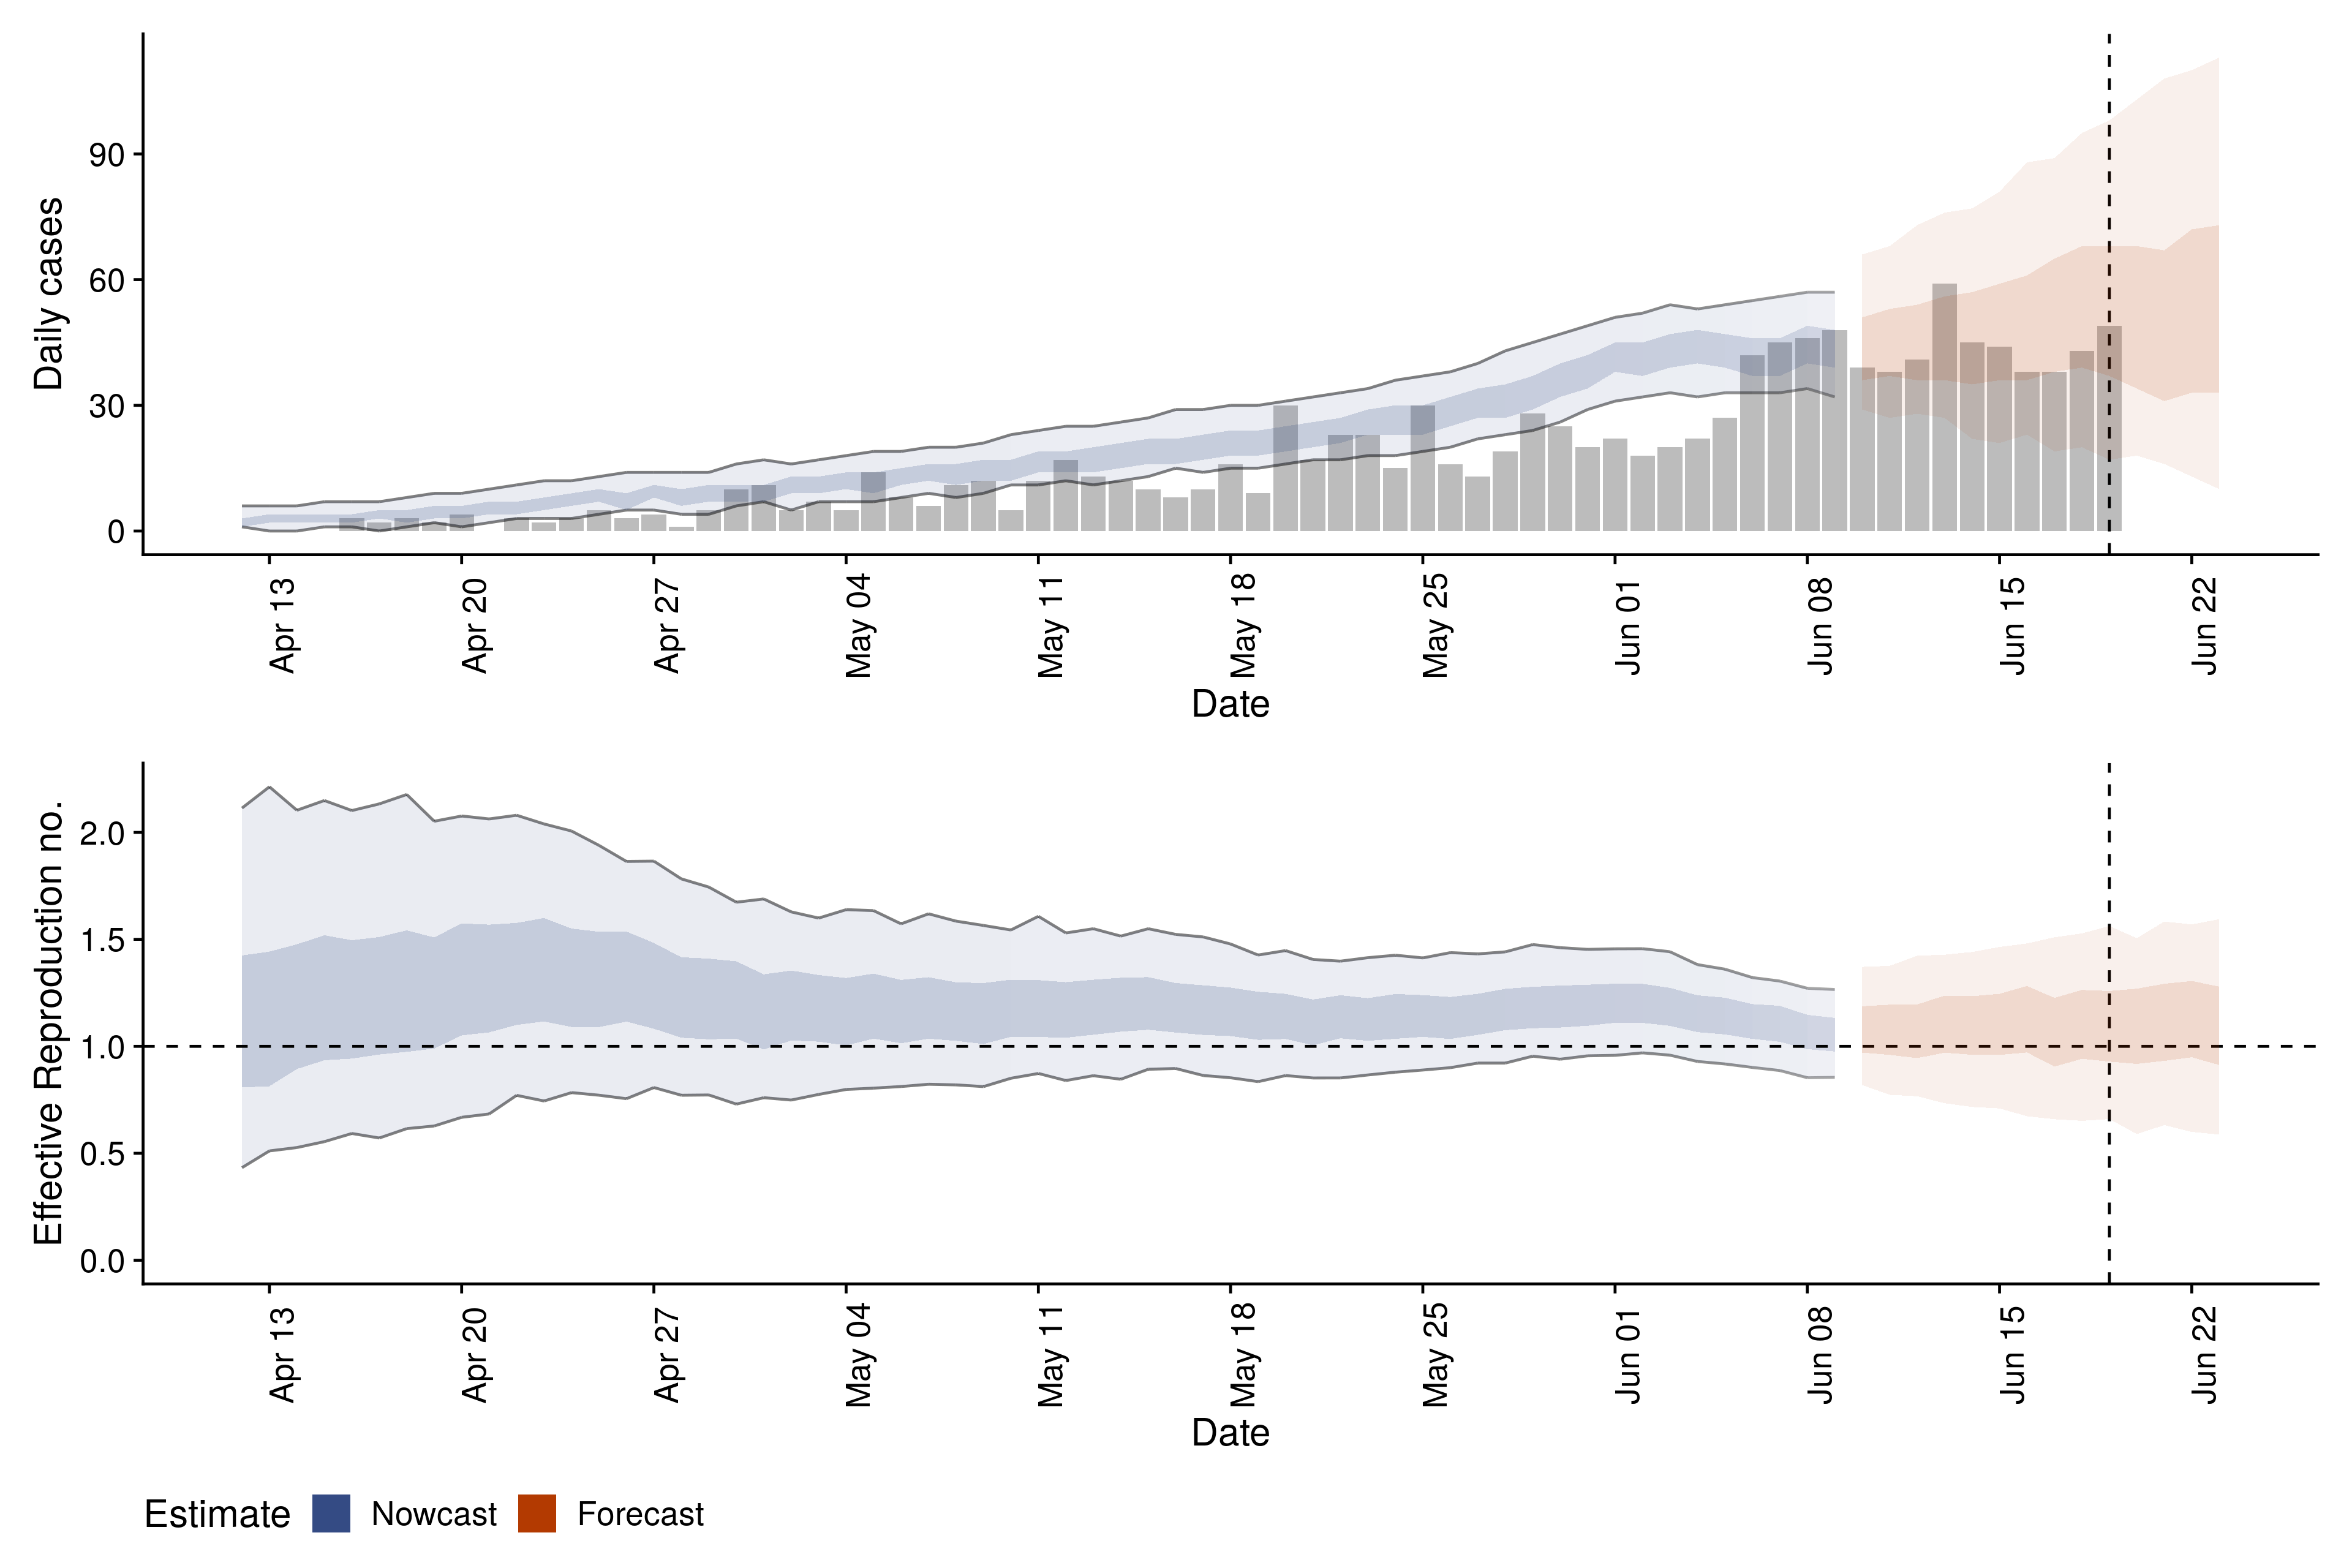 Daily cases
90
60
30
0
Apr 13
Apr 20
Apr 27
May 04
May 11
May 18
May 25
Jun 01
Jun 08
Jun 15
Jun 22
Date
Effective Reproduction no.
2.0
1.5
1.0
0.5
0.0
Apr 13
Apr 20
Apr 27
May 04
May 11
May 18
May 25
Jun 01
Jun 08
Jun 15
Jun 22
Date
Estimate Nowcast Forecast